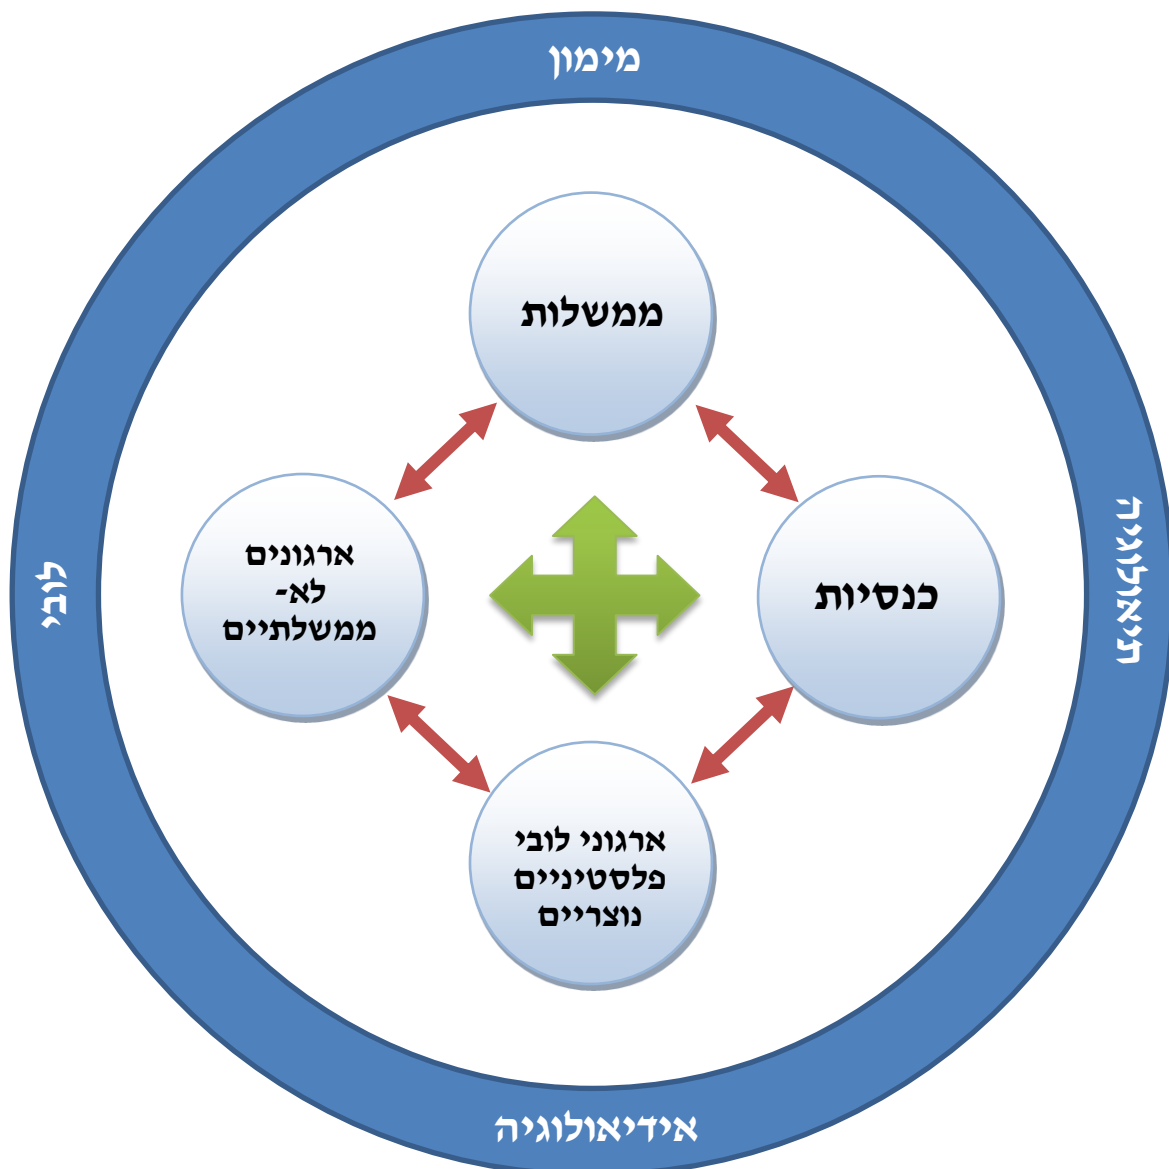 מימון
ממשלות
תיאולוגיה
כנסיות
ארגונים
לא-
ממשלתיים
לובי
ארגוני לובי
פלסטיניים
נוצריים
אידיאולוגיה